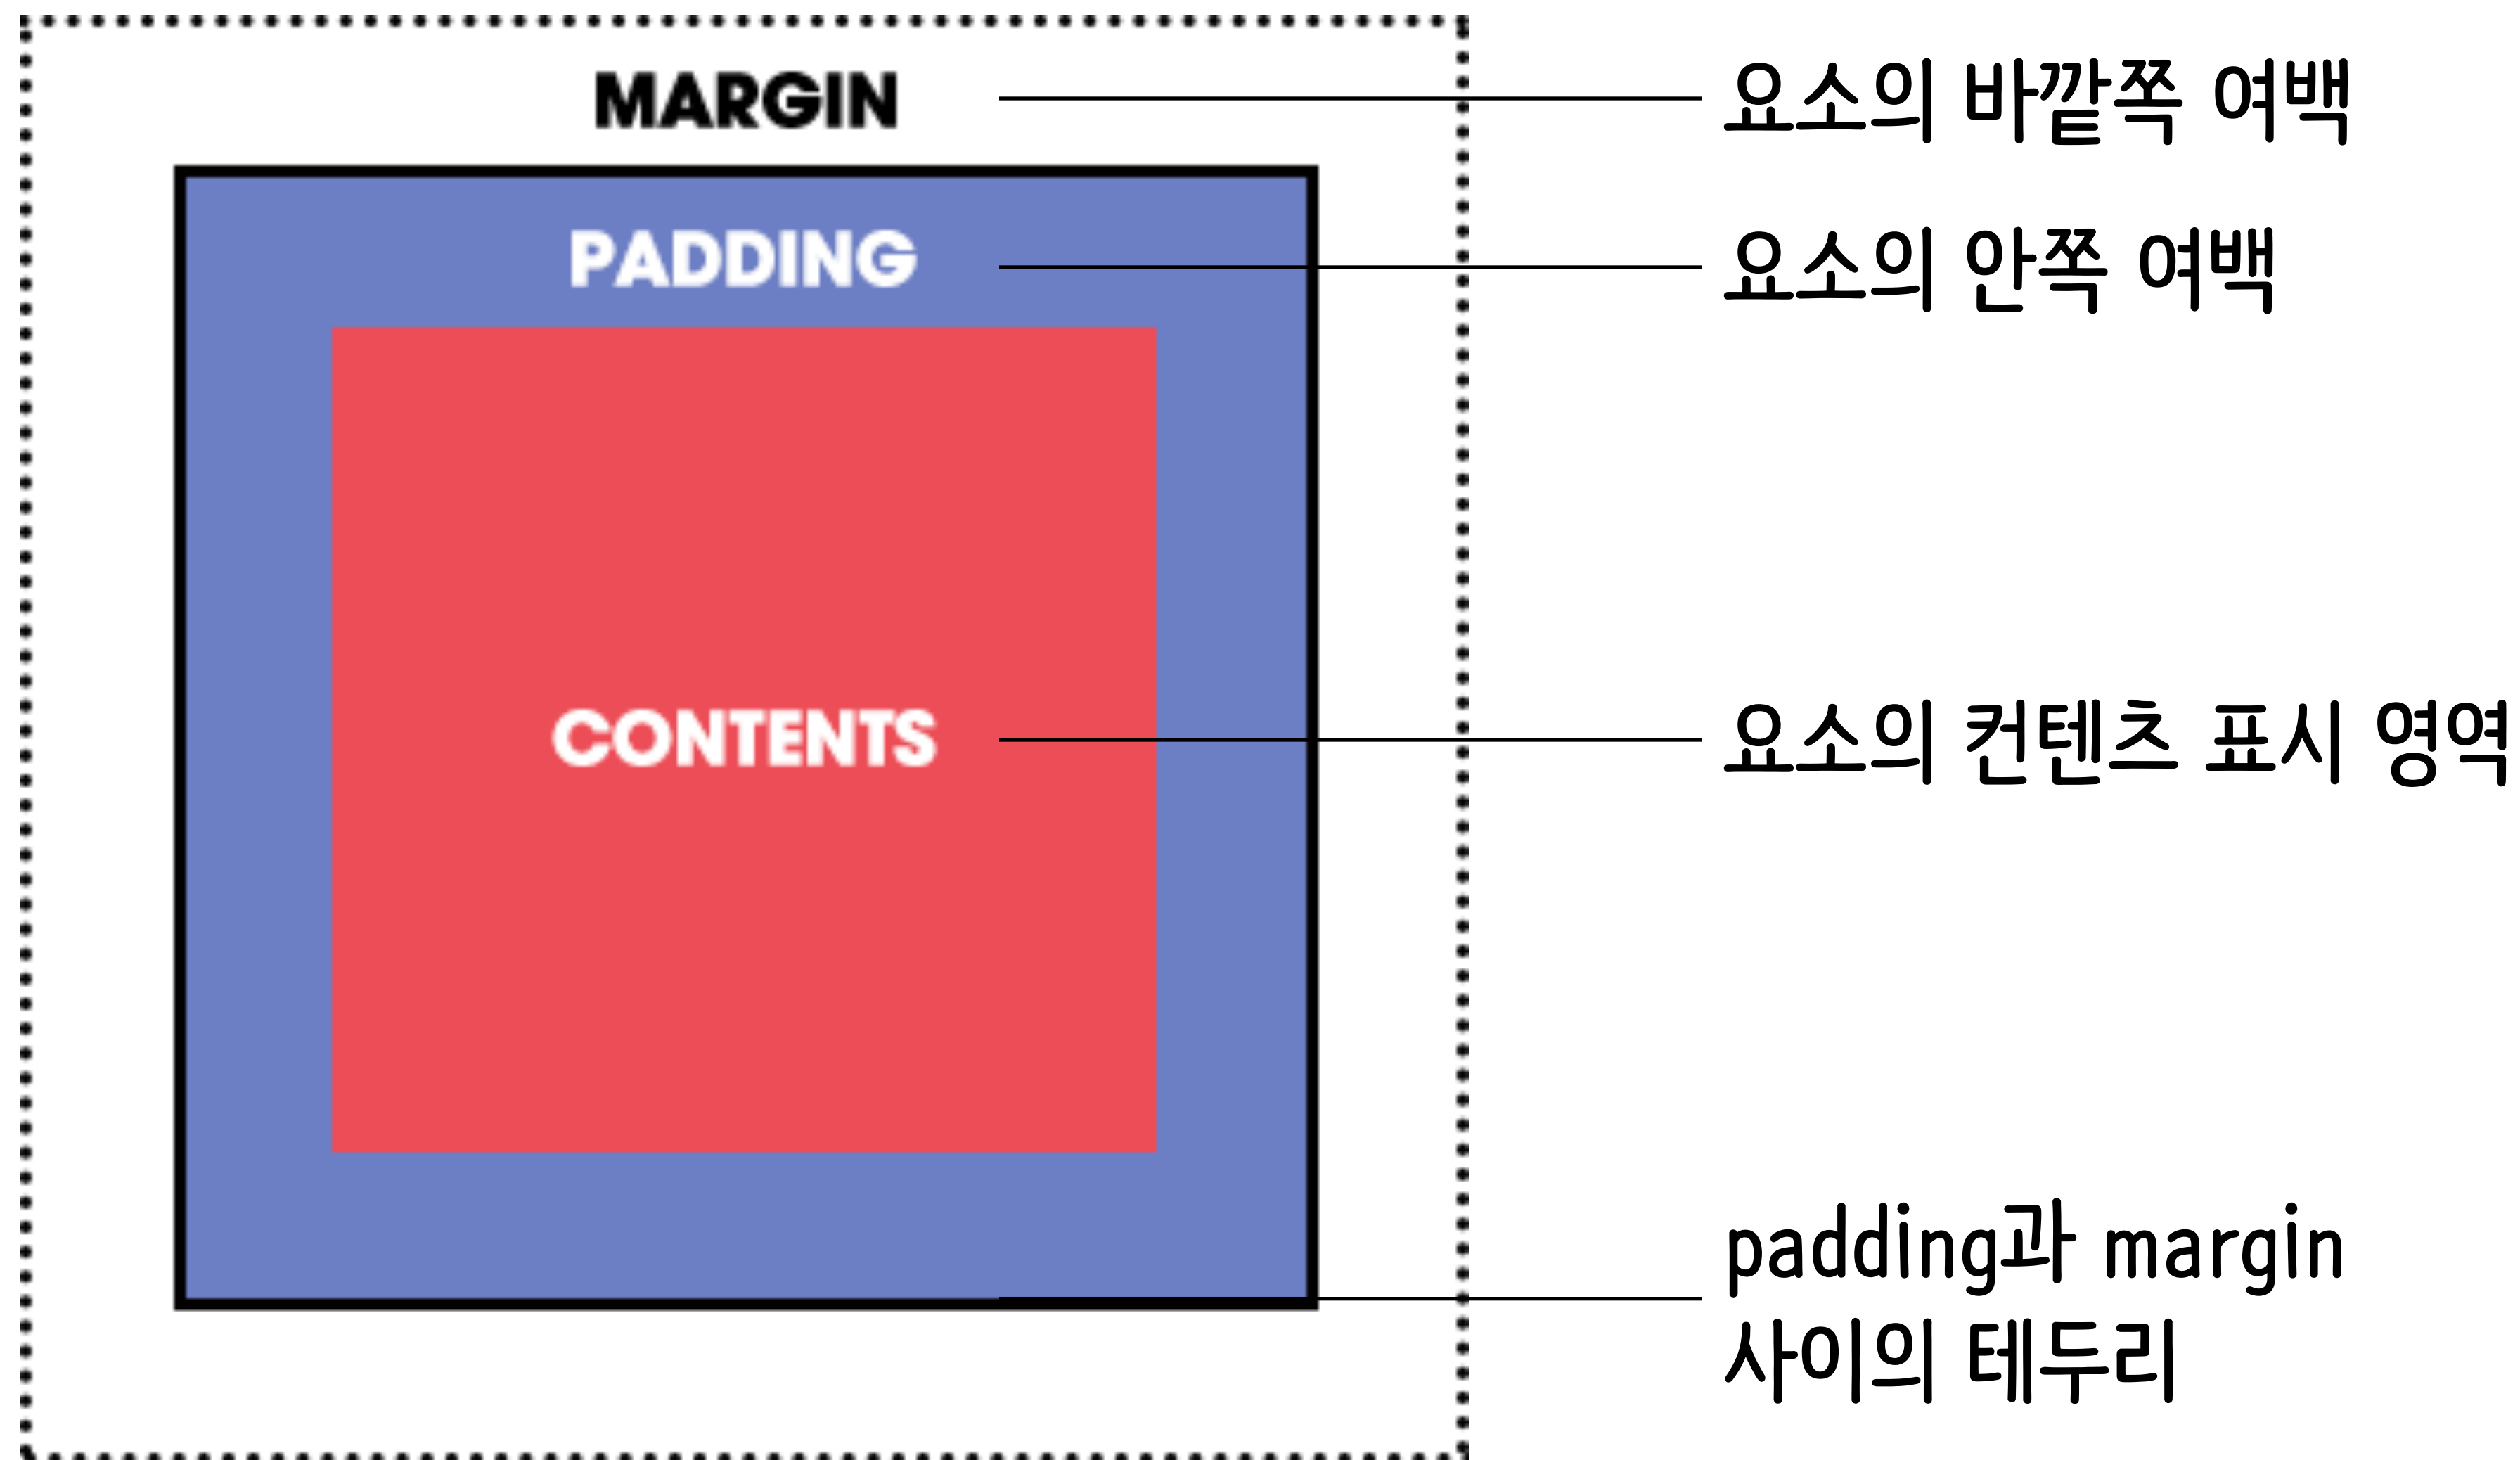 MARGIN
요소의 바깥쪽 여백
PADDING
요소의 안쪽 여백
CONTENTS
요소의 컨텐츠 표시 영역
padding과 margin
사이의 테두리